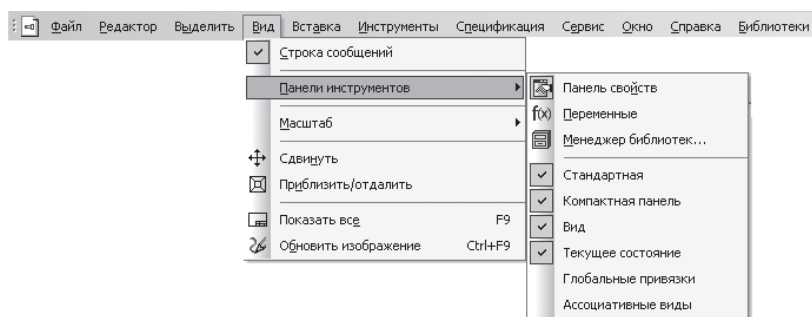 Файл Редактор Выделить Вид Вставка Инструменты Спецификация Сервис Окно Справка Библиотеки
Строка сообщений
Панели инструментов
Масштаб
Сдвинуть
Приблизить/отдалить
Показать все F9
Обновить изображение Ctrl+F9
Панель свойств
f(x) Переменные
Менеджер библиотек...
Стандартная
Компактная панель
Вид
Текущее состояние
Глобальные привязки
Ассоциативные виды